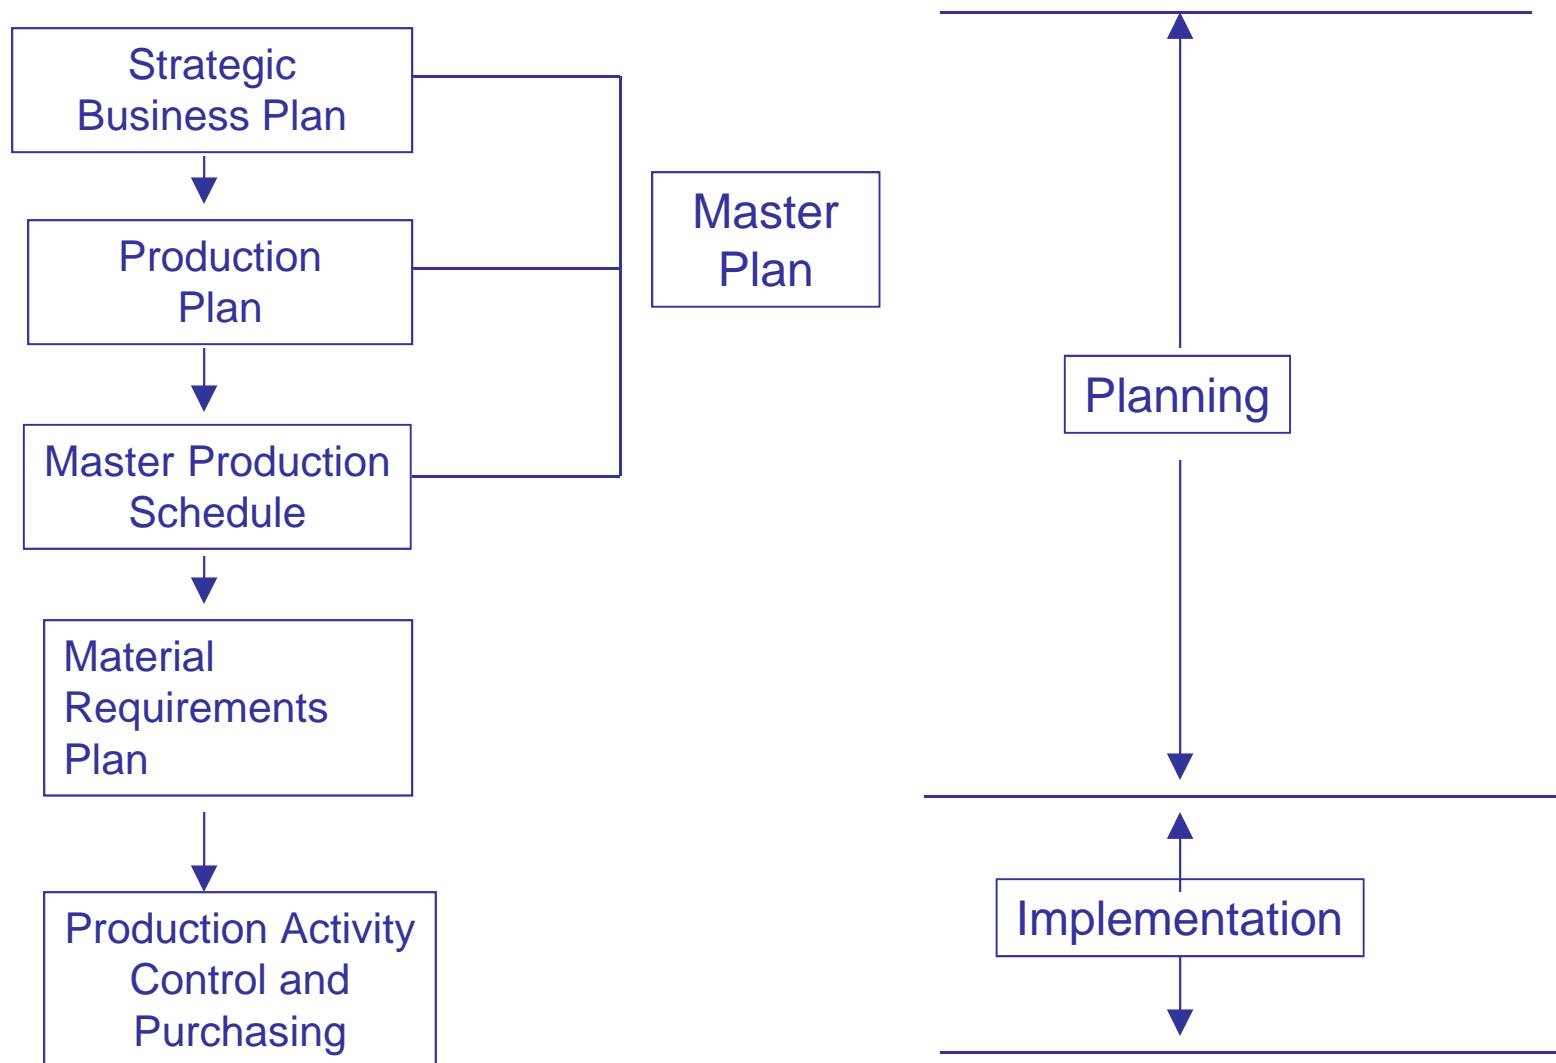 Strategic
Business Plan
Production
Plan
Master Production
Schedule
Material
Requirements
Plan
Production Activity
Control and
Purchasing
Master
Plan
Planning
Implementation